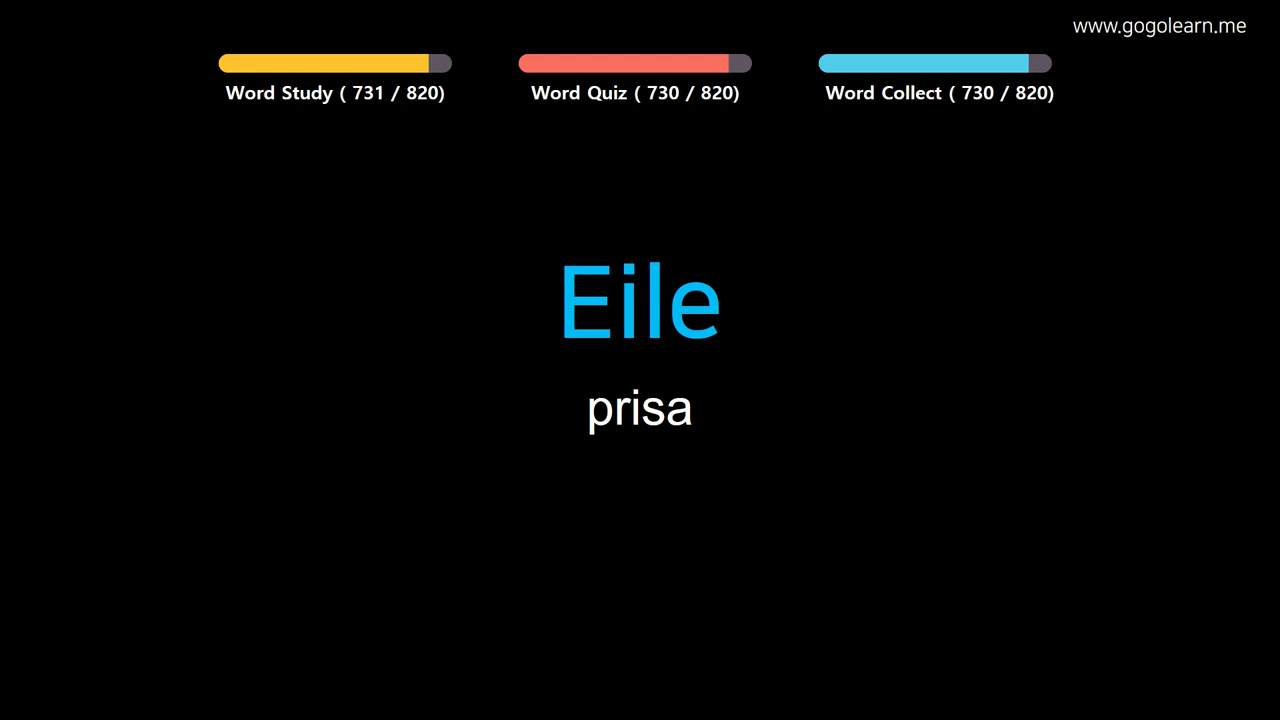 www.gogolearn.me
Word Study ( 731 / 820)
Word Quiz ( 730 / 820)
Word Collect ( 730 / 820)
Eile
prisa